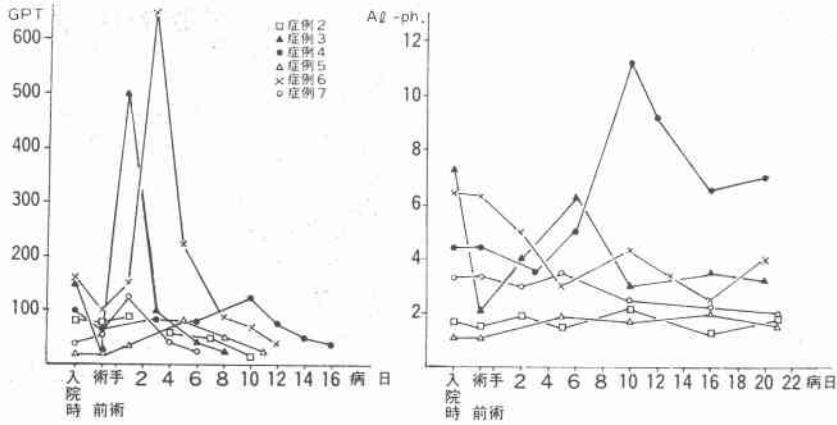 GPT
600
500
400
300
200
100
□症例2
▲症例3
●症例4
△症例5
×症例6
○症例7
入院時 術前 手術 2 4 6 8 10 12 14 16 病日
Aℓ-ph.
12
10
8
6
4
2
入院時 術前 手術 2 4 6 8 10 12 14 16 18 20 22 病日